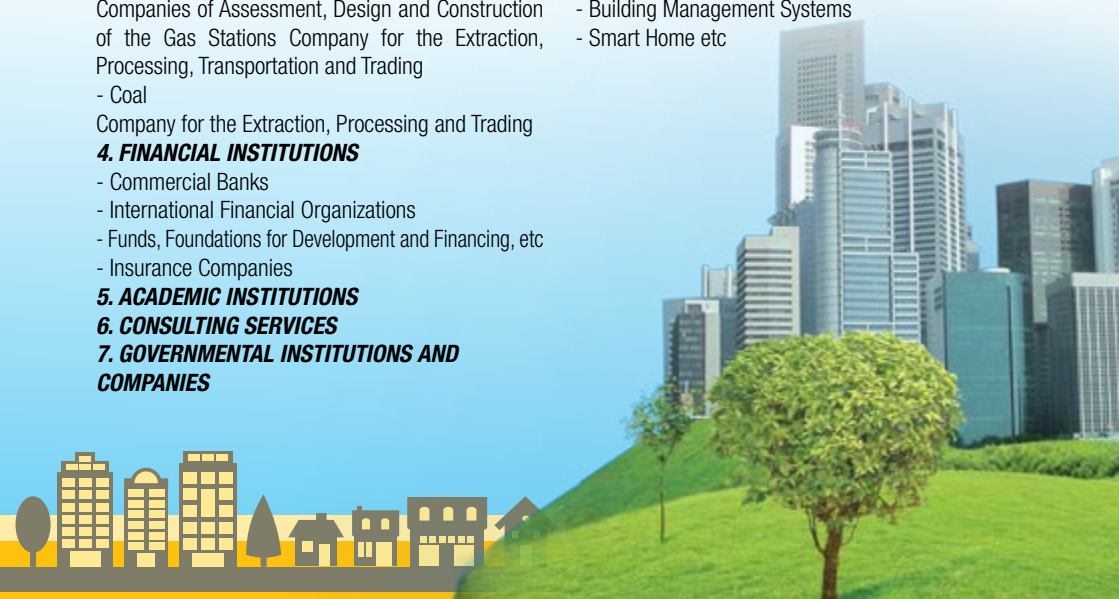 Companies of Assessment, Design and Construction
of the Gas Stations Company for the Extraction,
Processing, Transportation and Trading
- Coal
Company for the Extraction, Processing and Trading
4. FINANCIAL INSTITUTIONS
- Commercial Banks
- International Financial Organizations
- Funds, Foundations for Development and Financing, etc
- Insurance Companies
5. ACADEMIC INSTITUTIONS
6. CONSULTING SERVICES
7. GOVERNMENTAL INSTITUTIONS AND
COMPANIES
- Building Management Systems
- Smart Home etc